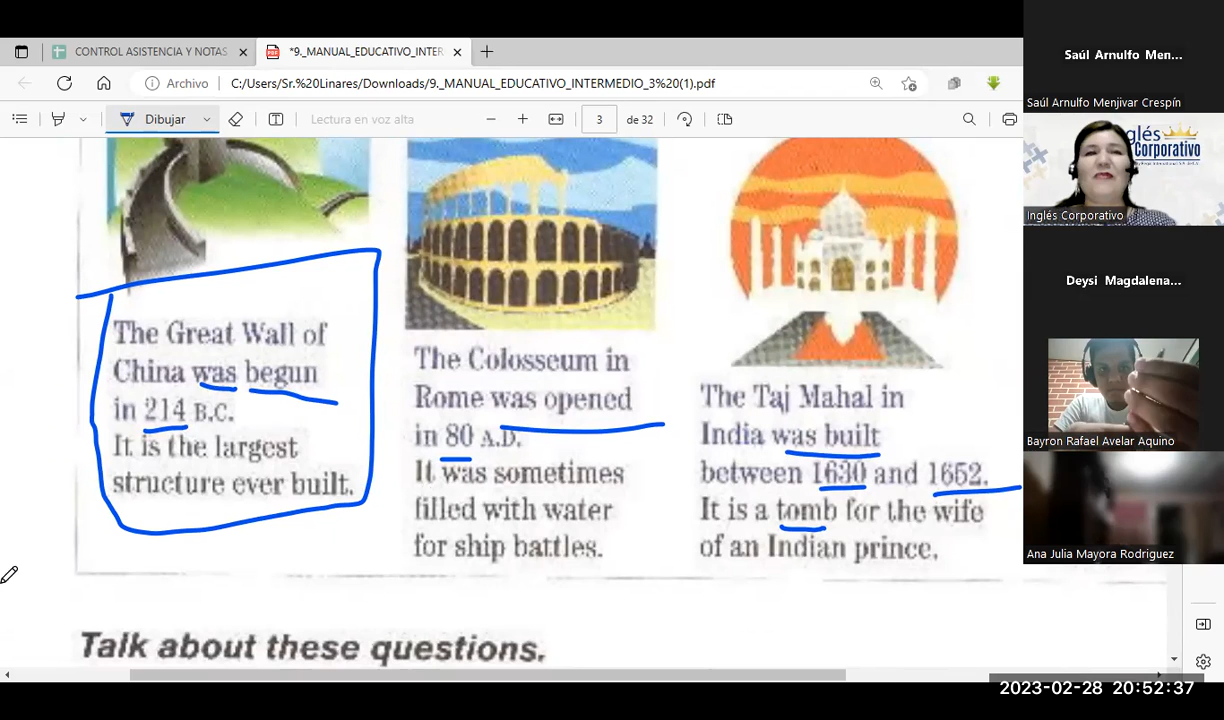 CONTROL ASISTENCIA Y NOTAS
*9._MANUAL_EDUCATIVO_INTER
Archivo
C:/Users/Sr.%20Linares/Downloads/9._MANUAL_EDUCATIVO_INTERMEDIO_3%20(1).pdf
Dibujar
Lectura en voz alta
3 de 32
The Great Wall of
China was begun
in 214 B.C.
It is the largest
structure ever built.
The Colosseum in
Rome was opened
in 80 A.D.
It was sometimes
filled with water
for ship battles.
The Taj Mahal in
India was built
between 1630 and 1652.
It is a tomb for the wife
of an Indian prince.
Talk about these questions.
Saúl Arnulfo Men...
Saúl Arnulfo Menjivar Crespín
glés
Corporativo
Inglés Corporativo
Deysi Magdalena...
Bayron Rafael Avelar Aquino
Ana Julia Mayora Rodriguez
2023-02-28 20:52:37